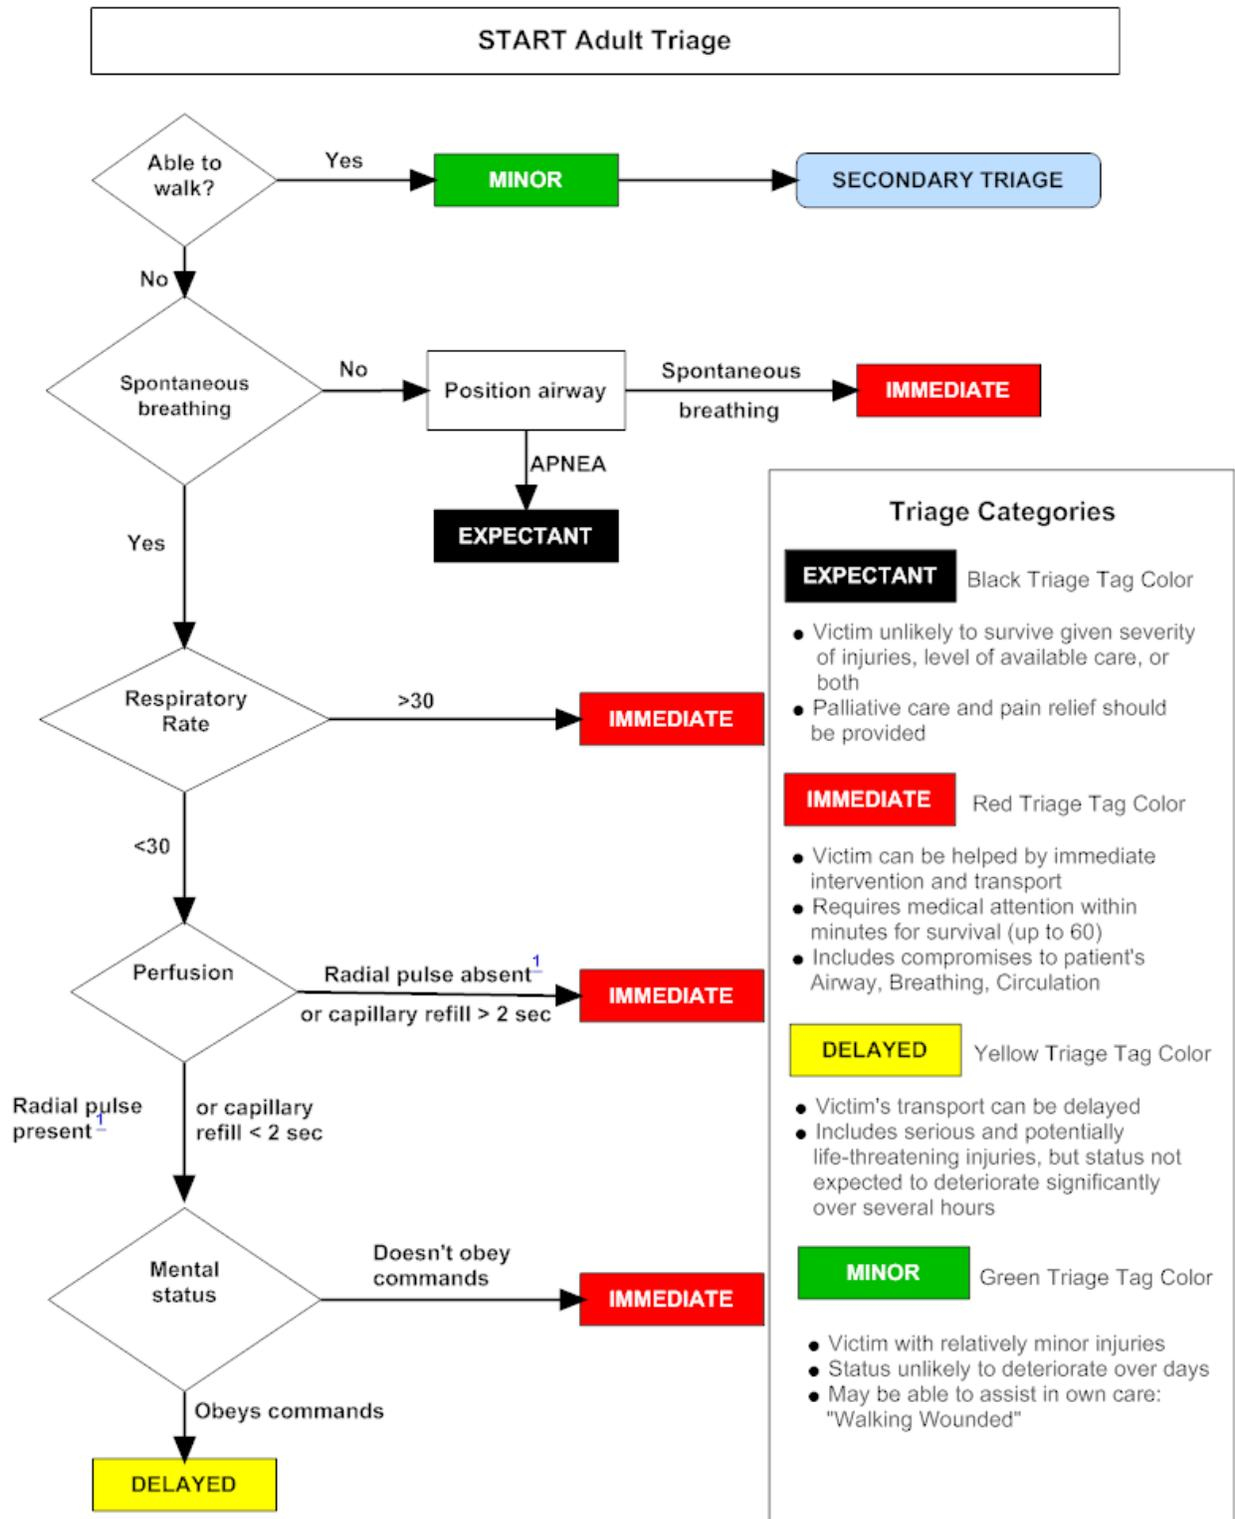 START Adult Triage
Able to
walk?
Yes
MINOR
SECONDARY TRIAGE
No
Spontaneous
breathing
No
Position airway
Spontaneous
breathing
IMMEDIATE
APNEA
EXPECTANT
Yes
Respiratory
Rate
>30
IMMEDIATE
<30
Perfusion
Radial pulse absent 1
or capillary refill > 2 sec
IMMEDIATE
Radial pulse
present 1
or capillary
refill < 2 sec
Mental
status
Doesn't obey
commands
IMMEDIATE
Obeys commands
DELAYED
Triage Categories
EXPECTANT Black Triage Tag Color
● Victim unlikely to survive given severity
of injuries, level of available care, or
both
● Palliative care and pain relief should
be provided
IMMEDIATE Red Triage Tag Color
● Victim can be helped by immediate
intervention and transport
● Requires medical attention within
minutes for survival (up to 60)
● Includes compromises to patient's
Airway, Breathing, Circulation
DELAYED Yellow Triage Tag Color
● Victim's transport can be delayed
● Includes serious and potentially
life-threatening injuries, but status not
expected to deteriorate significantly
over several hours
MINOR Green Triage Tag Color
● Victim with relatively minor injuries
● Status unlikely to deteriorate over days
● May be able to assist in own care:
"Walking Wounded"